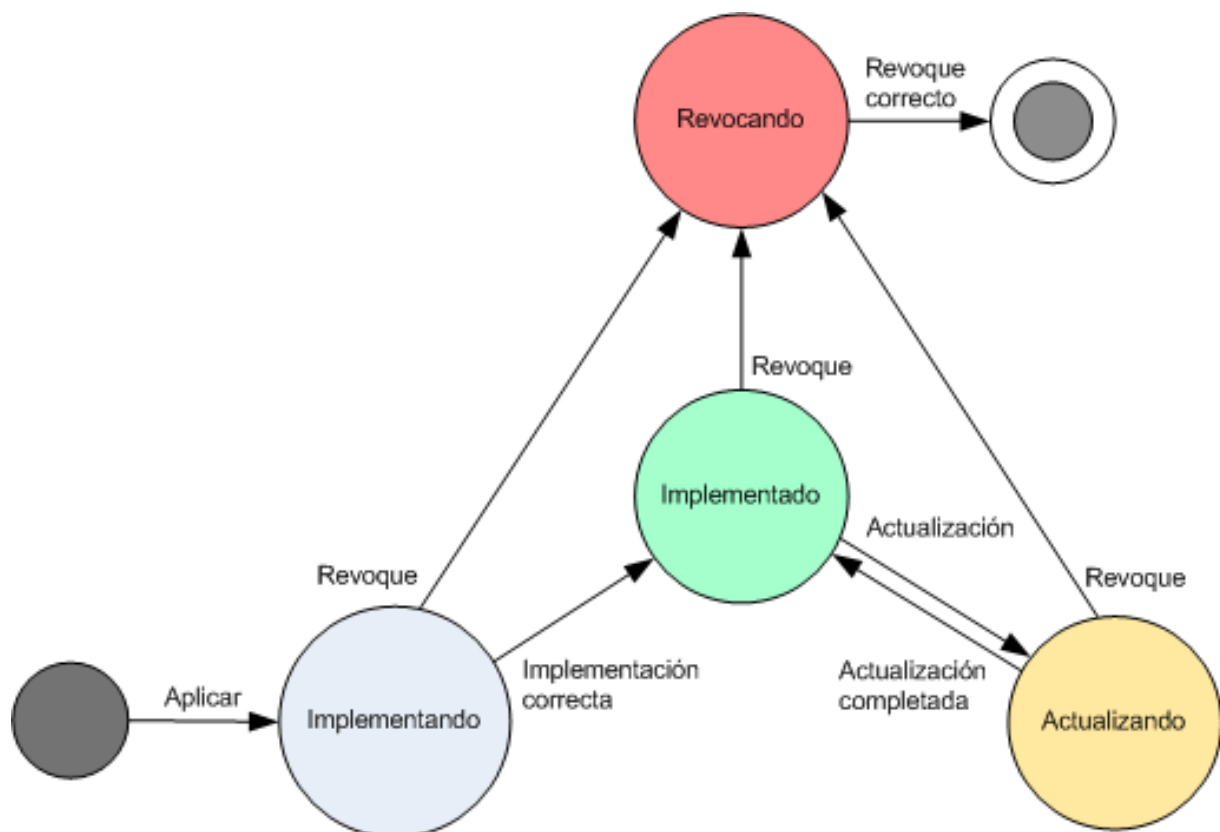 Revoque
correcto
Revocando
Revoque
Implementado
Actualización
Revoque
Revoque
Implementación
correcta
Actualización
completada
Aplicar
Implementando
Actualizando